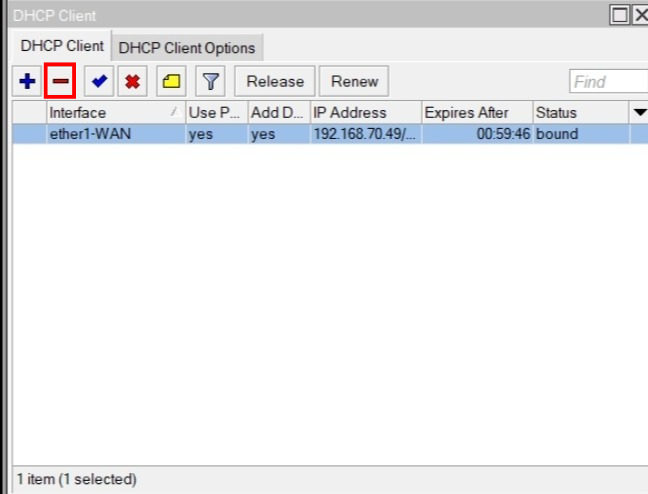 DHCP Client
DHCP Client DHCP Client Options
Release Renew Find
Interface Use P... Add D... IP Address Expires After Status
ether1-WAN yes yes 192.168.70.49/... 00:59:46 bound
1 item (1 selected)